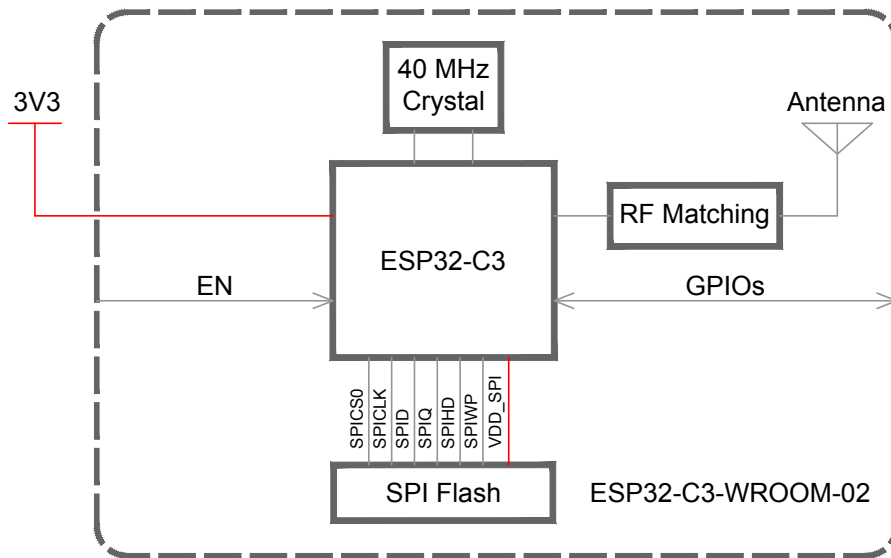 40 MHz
Crystal
3V3
Antenna
RF Matching
ESP32-C3
EN
GPIOs
SPICS0
SPICLK
SPID
SPIQ
SPIHD
SPIWP
VDD_SPI
SPI Flash
ESP32-C3-WROOM-02